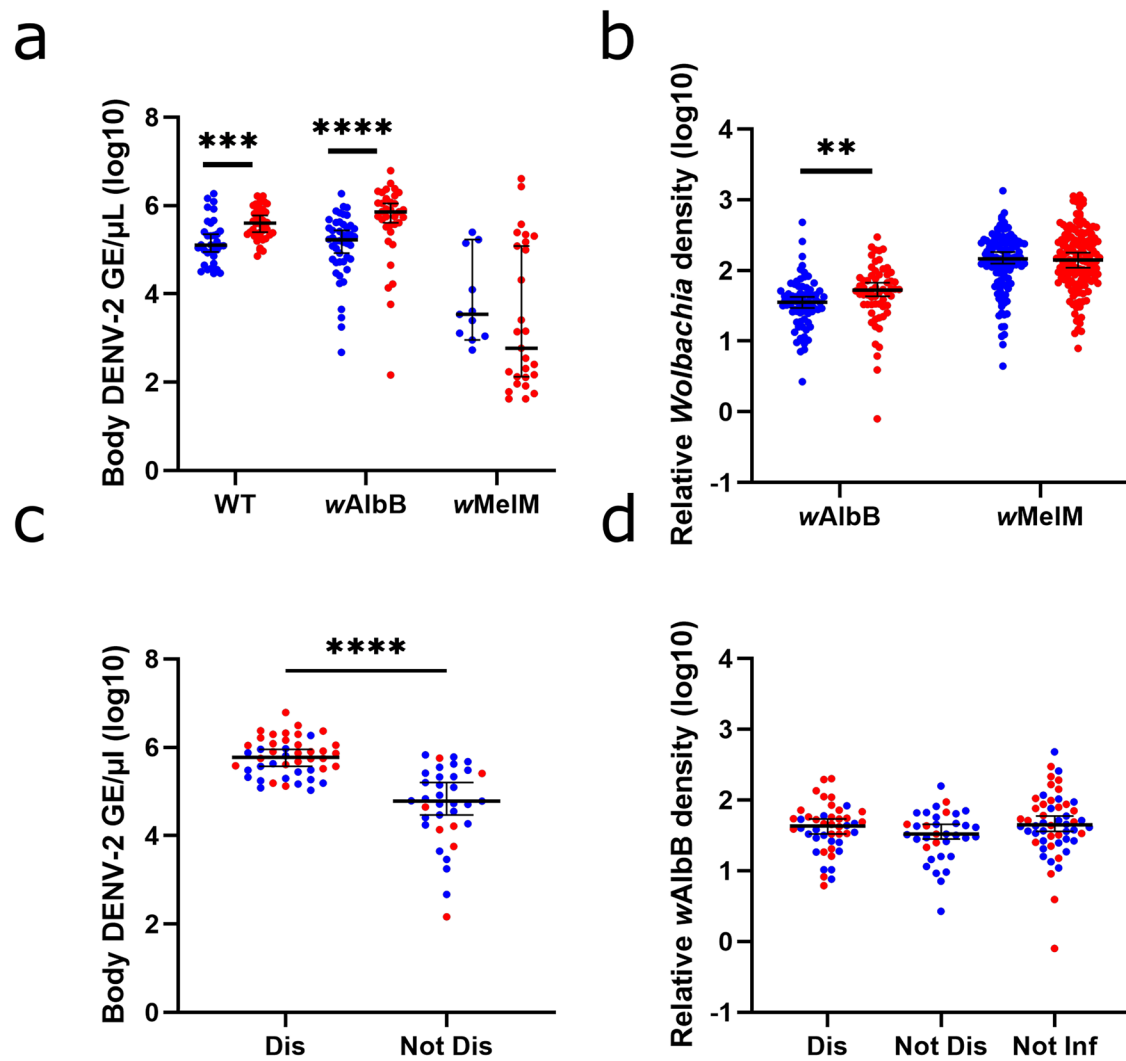 a
Body DENV-2 GE/µL (log10)
8
6
4
2
0
*** ****
WT wAlbB wMelM
b
Relative Wolbachia density (log10)
4
3
2
1
0
-1
**
wAlbB wMelM
c
Body DENV-2 GE/µl (log10)
8
6
4
2
0
****
Dis Not Dis
d
Relative wAlbB density (log10)
4
3
2
1
0
-1
Dis Not Dis Not Inf